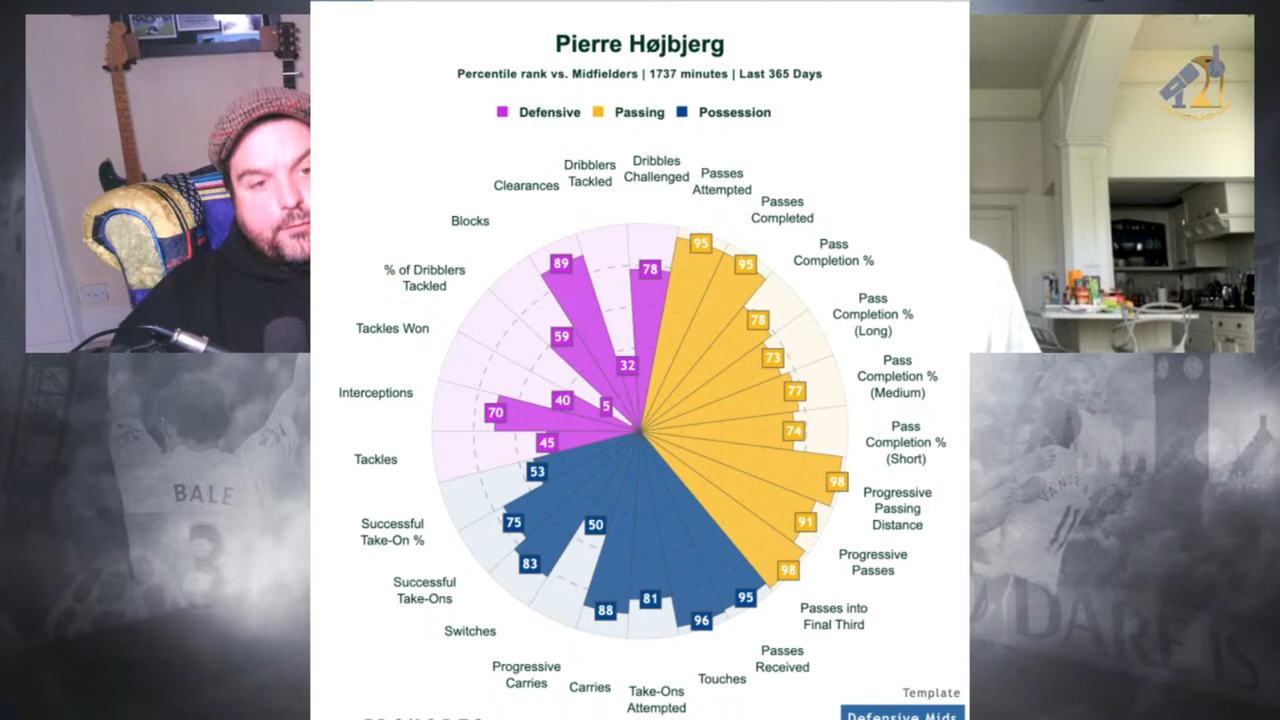 Pierre Højbjerg
Percentile rank vs. Midfielders | 1737 minutes | Last 365 Days
Defensive
Passing
Possession
Dribblers
Tackled
Dribbles
Challenged
Passes
Attempted
Clearances
Passes
Completed
Blocks
Pass
Completion %
% of Dribblers
Tackled
Pass
Completion %
(Long)
Tackles Won
Pass
Completion %
(Medium)
Interceptions
Pass
Completion %
(Short)
Tackles
Progressive
Passing
Distance
Successful
Take-On %
Progressive
Passes
Successful
Take-Ons
Passes into
Final Third
Switches
Passes
Received
Progressive
Carries
Carries
Take-Ons
Attempted
Touches
95
95
78
73
77
74
98
91
98
95
96
81
88
50
83
75
53
45
70
40
5
59
89
32
78
Template
Defensive Mids
BALE
3
DARE IS